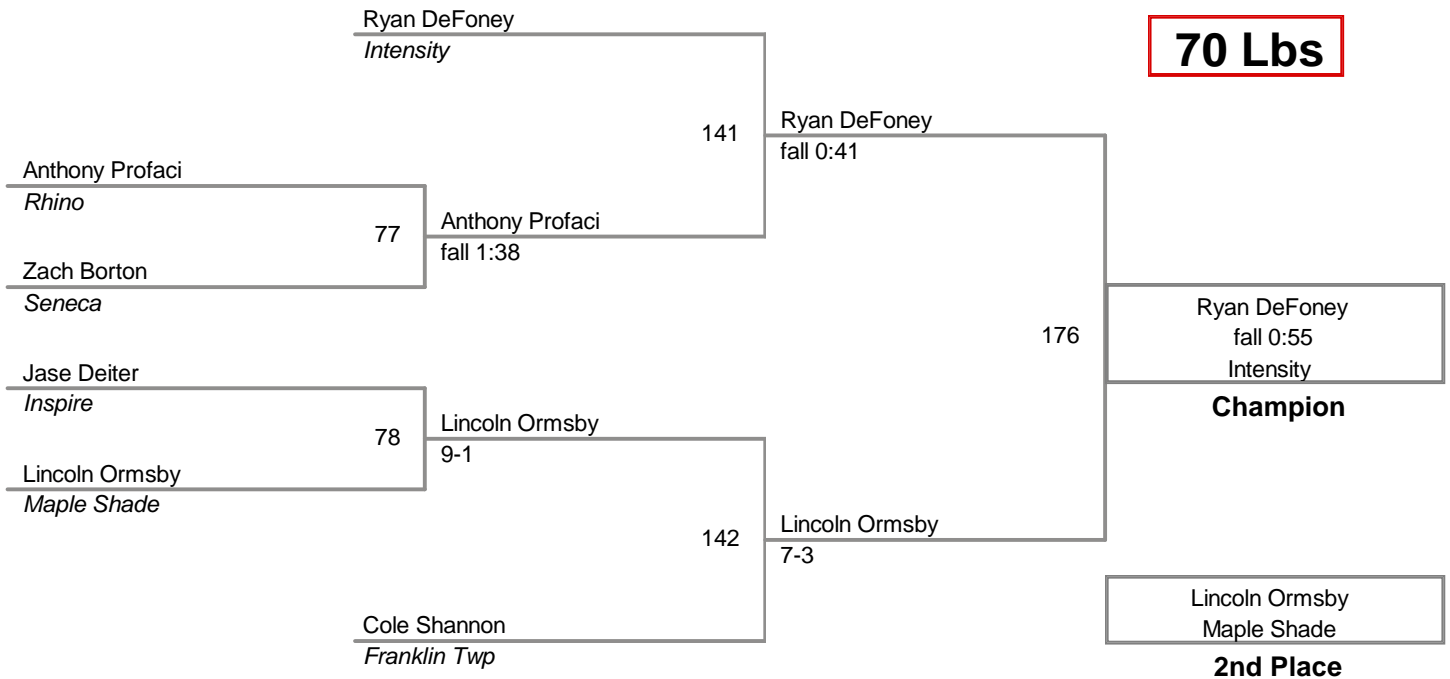 Ryan DeFoney
Intensity
70 Lbs
141
Ryan DeFoney
fall 0:41
Anthony Profaci
Rhino
77
Anthony Profaci
fall 1:38
Zach Borton
Seneca
176
Ryan DeFoney
fall 0:55
Intensity
Champion
Jase Deiter
Inspire
78
Lincoln Ormsby
9-1
Lincoln Ormsby
Maple Shade
142
Lincoln Ormsby
7-3
Cole Shannon
Franklin Twp
Lincoln Ormsby
Maple Shade
2nd Place